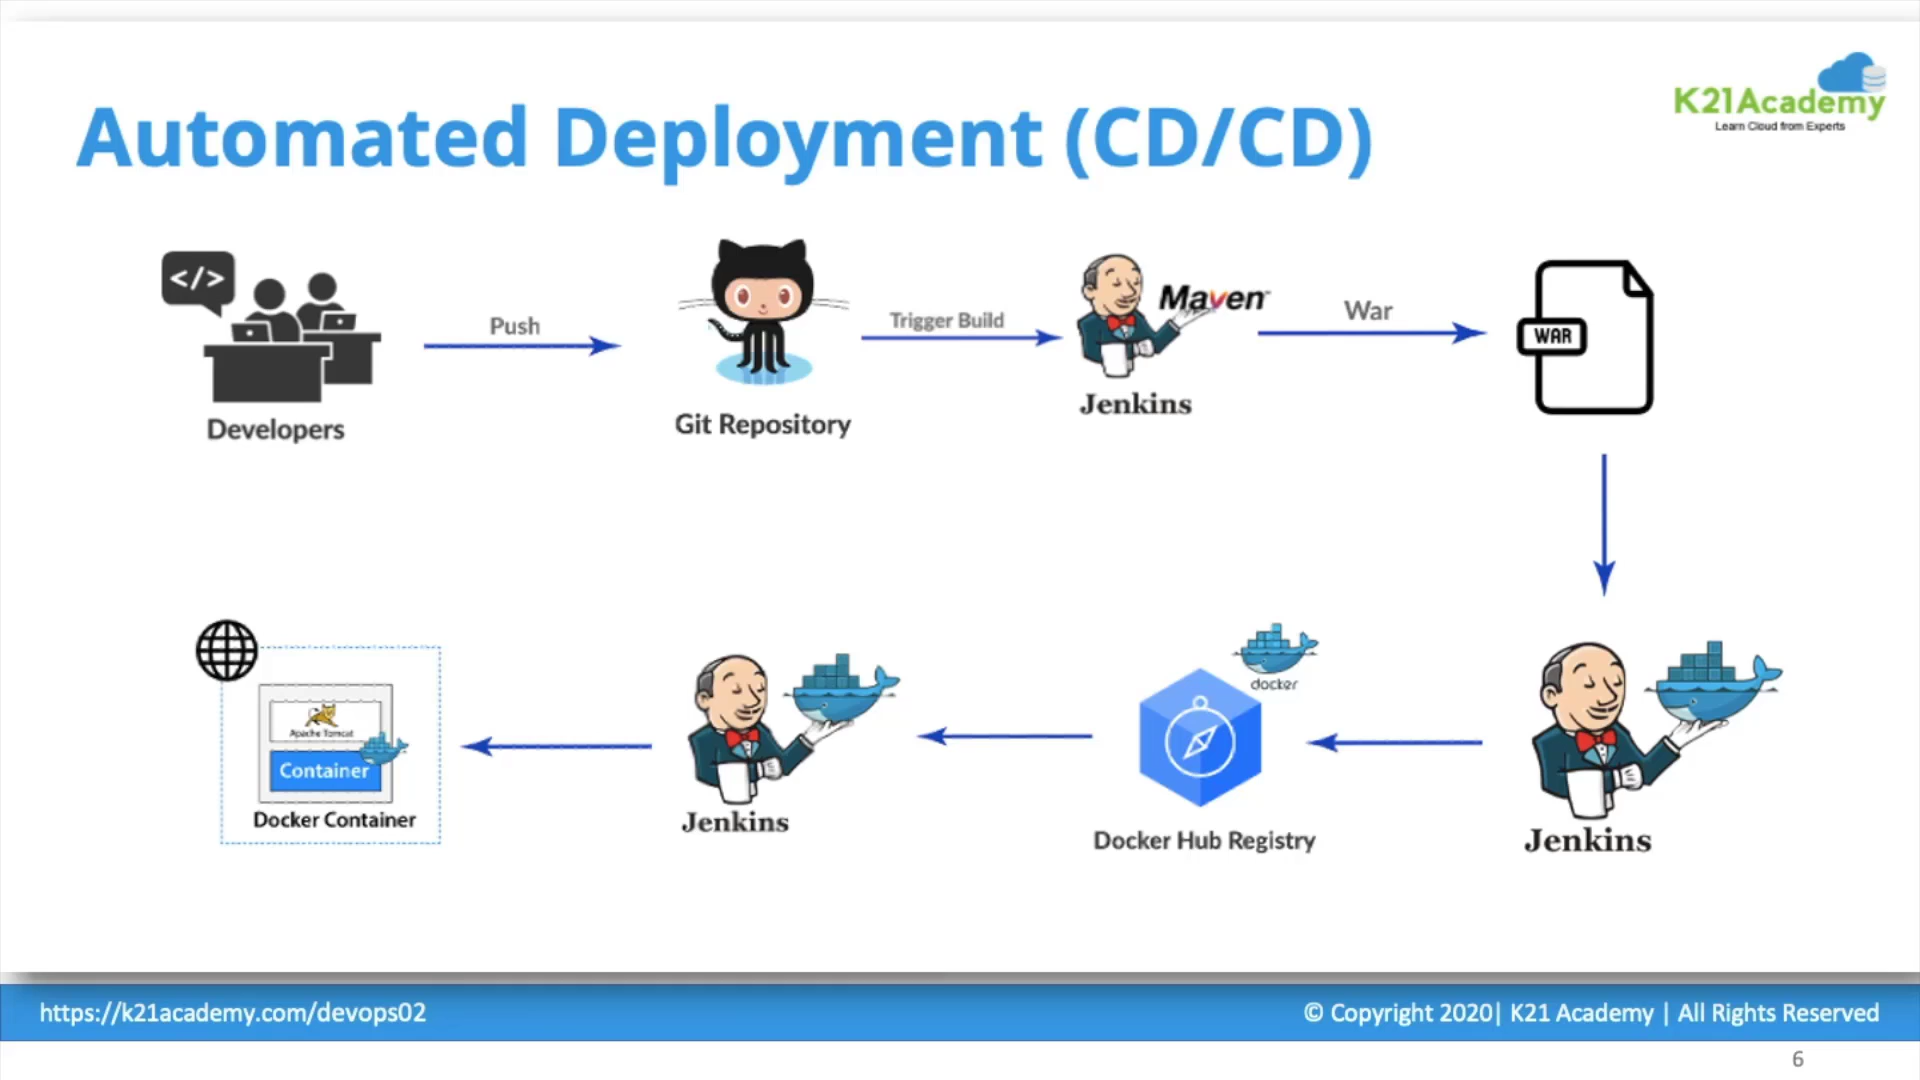 K21Academy
Learn Cloud from Experts
Automated Deployment (CD/CD)
</>
Developers
Push
Git Repository
Trigger Build
Maven™
Jenkins
War
WAR
Apache Tomcat
Container
Docker Container
Jenkins
docker
Docker Hub Registry
Jenkins
https://k21academy.com/devops02
© Copyright 2020| K21 Academy | All Rights Reserved
6